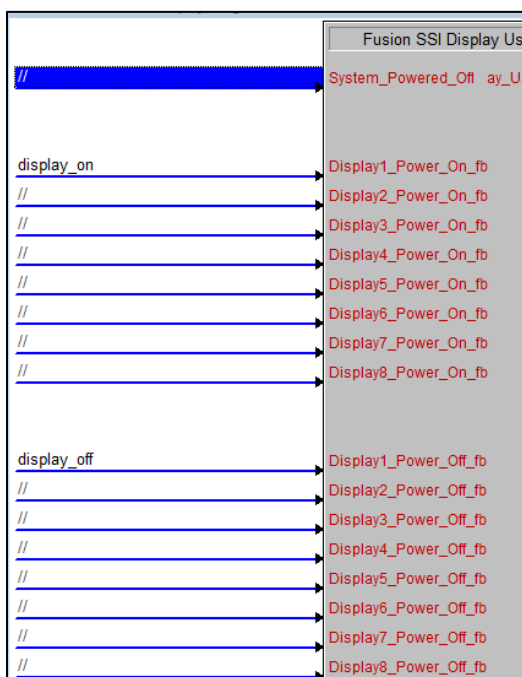 Fusion SSI Display Us
// System_Powered_Off ay_U
display_on Display1_Power_On_fb
// Display2_Power_On_fb
// Display3_Power_On_fb
// Display4_Power_On_fb
// Display5_Power_On_fb
// Display6_Power_On_fb
// Display7_Power_On_fb
// Display8_Power_On_fb
display_off Display1_Power_Off_fb
// Display2_Power_Off_fb
// Display3_Power_Off_fb
// Display4_Power_Off_fb
// Display5_Power_Off_fb
// Display6_Power_Off_fb
// Display7_Power_Off_fb
// Display8_Power_Off_fb